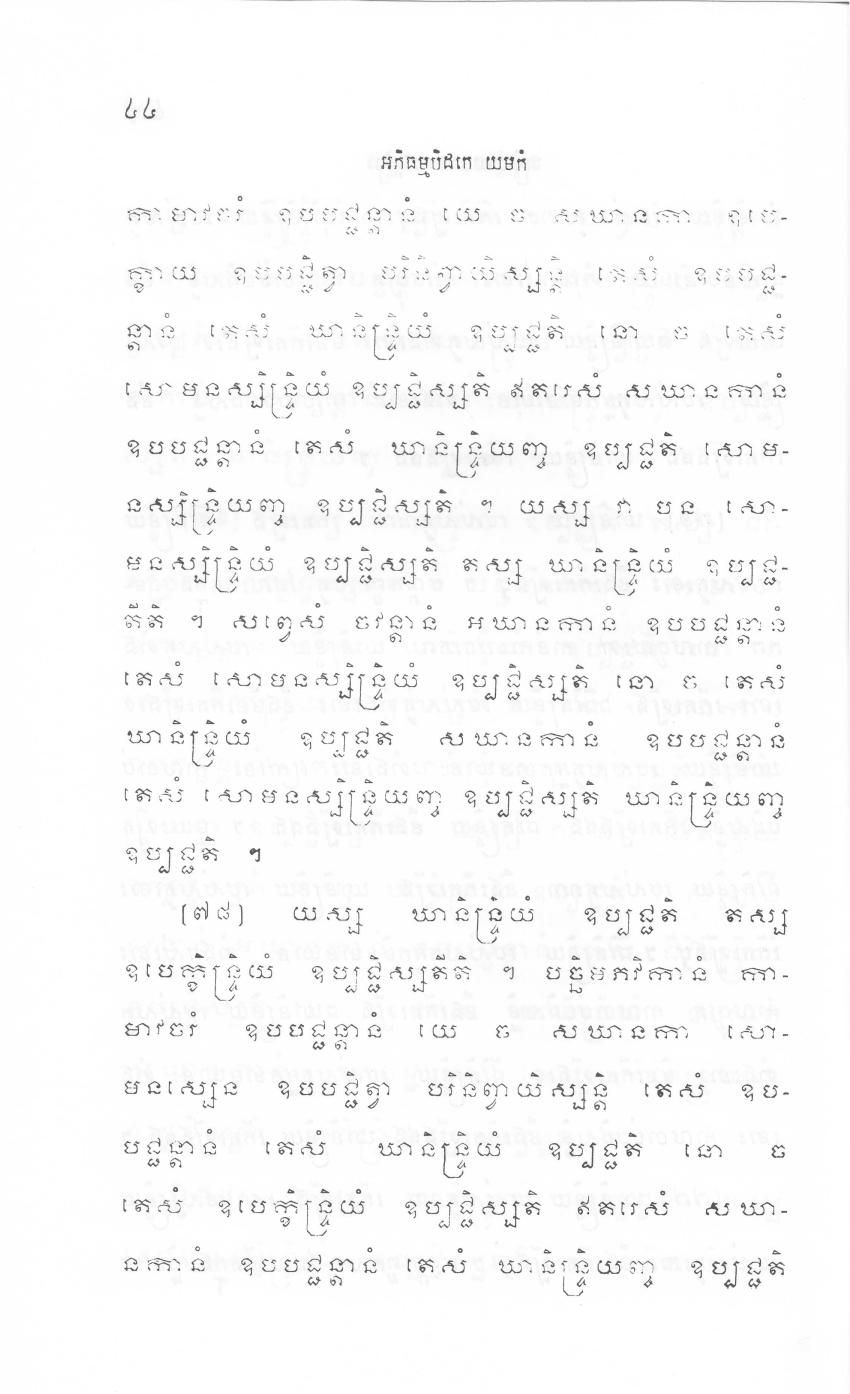 ៤៤
អភិធម្មបិដកេ យមកំ
កាមាវចរំ ឧបបជ្ជន្តានំ យេ ច សឃានកា ឧបេ-
ក្ខាយ ឧបបជ្ជិត្វា បរិនិព្វាយិស្សន្តិ តេសំ ឧបបជ្ជ-
ន្តានំ តេសំ ឃានិន្ទ្រិយំ ឧប្បជ្ជតិ នោ ច តេសំ
សោមនស្សិន្ទ្រិយំ ឧប្បជ្ជិស្សតិ ឥតរេសំ សឃានកានំ
ឧបបជ្ជន្តានំ តេសំ ឃានិន្ទ្រិយញ្ច ឧប្បជ្ជតិ សោម-
នស្សិន្ទ្រិយញ្ច ឧប្បជ្ជិស្សតិ ។ យស្ស វា បន សោ-
មនស្សិន្ទ្រិយំ ឧប្បជ្ជិស្សតិ តស្ស ឃានិន្ទ្រិយំ ឧប្បជ្ជ-
តីតិ ។ សព្វេសំ ចវន្តានំ អឃានកានំ ឧបបជ្ជន្តានំ
តេសំ សោមនស្សិន្ទ្រិយំ ឧប្បជ្ជិស្សតិ នោ ច តេសំ
ឃានិន្ទ្រិយំ ឧប្បជ្ជតិ សឃានកានំ ឧបបជ្ជន្តានំ
តេសំ សោមនស្សិន្ទ្រិយញ្ច ឧប្បជ្ជិស្សតិ ឃានិន្ទ្រិយញ្ច
ឧប្បជ្ជតិ ។
[៧៨] យស្ស ឃានិន្ទ្រិយំ ឧប្បជ្ជតិ តស្ស
ឧបេក្ខិន្ទ្រិយំ ឧប្បជ្ជិស្សតីតិ ។ បច្ឆិមភវិកានំ កា-
មាវចរំ ឧបបជ្ជន្តានំ យេ ច សឃានកា សោ-
មនស្សេន ឧបបជ្ជិត្វា បរិនិព្វាយិស្សន្តិ តេសំ ឧប-
បជ្ជន្តានំ តេសំ ឃានិន្ទ្រិយំ ឧប្បជ្ជតិ នោ ច
តេសំ ឧបេក្ខិន្ទ្រិយំ ឧប្បជ្ជិស្សតិ ឥតរេសំ សឃា-
នកានំ ឧបបជ្ជន្តានំ តេសំ ឃានិន្ទ្រិយញ្ច ឧប្បជ្ជតិ